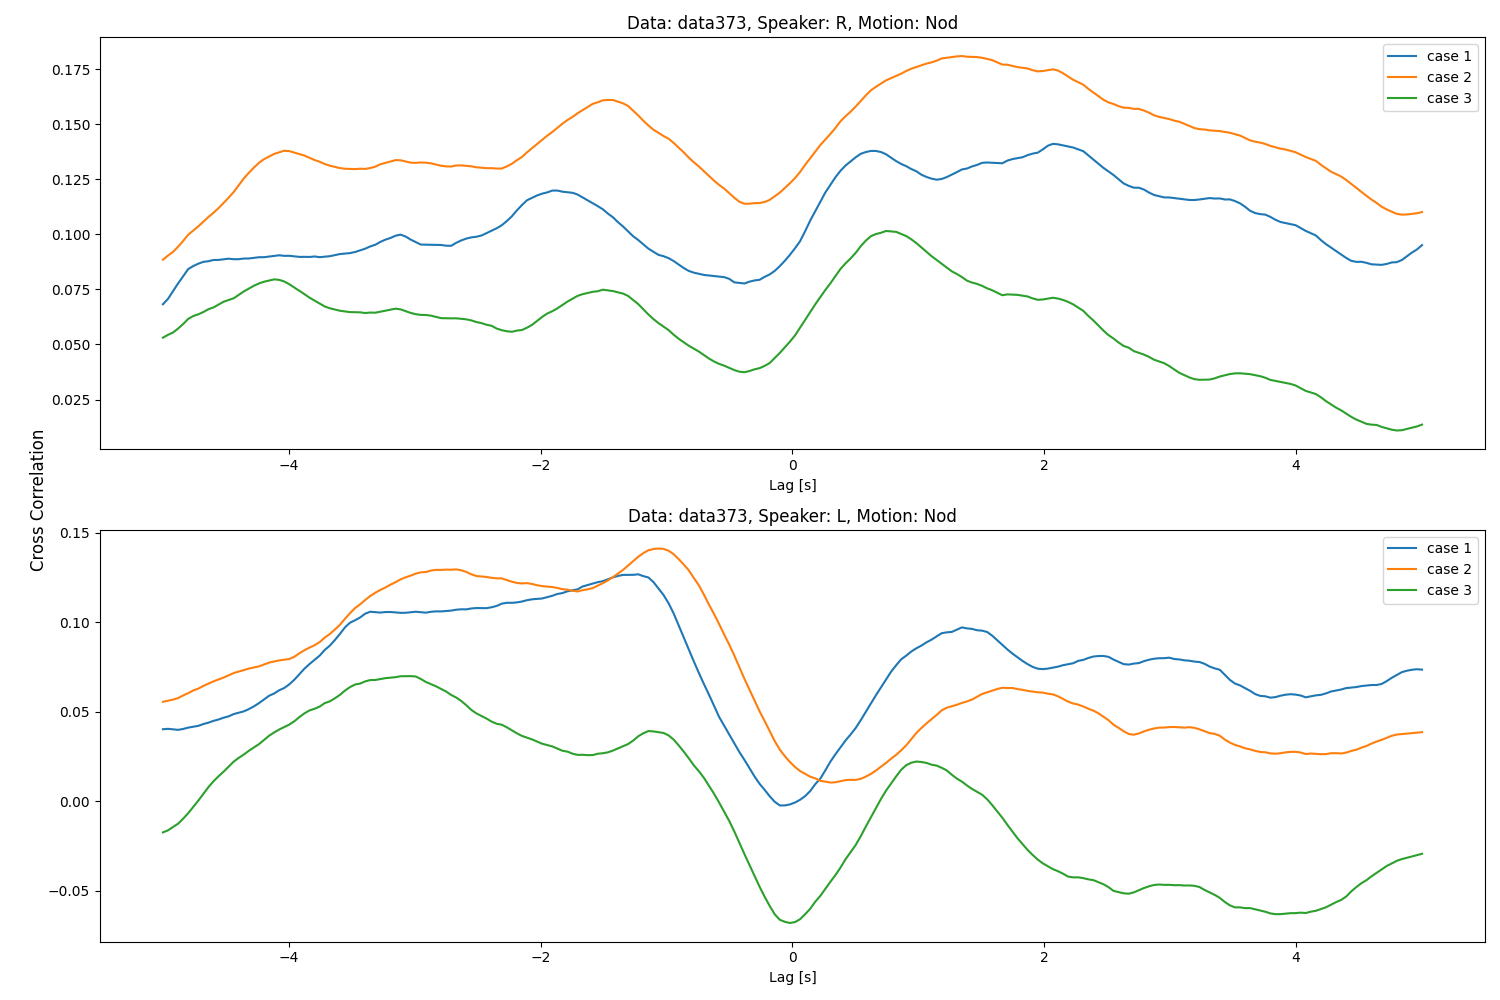 Data: data373, Speaker: R, Motion: Nod
case 1
case 2
case 3
0.175
0.150
0.125
0.100
0.075
0.050
0.025
−4
−2
0
2
4
Lag [s]
Cross Correlation
Data: data373, Speaker: L, Motion: Nod
case 1
case 2
case 3
0.15
0.10
0.05
0.00
−0.05
−4
−2
0
2
4
Lag [s]